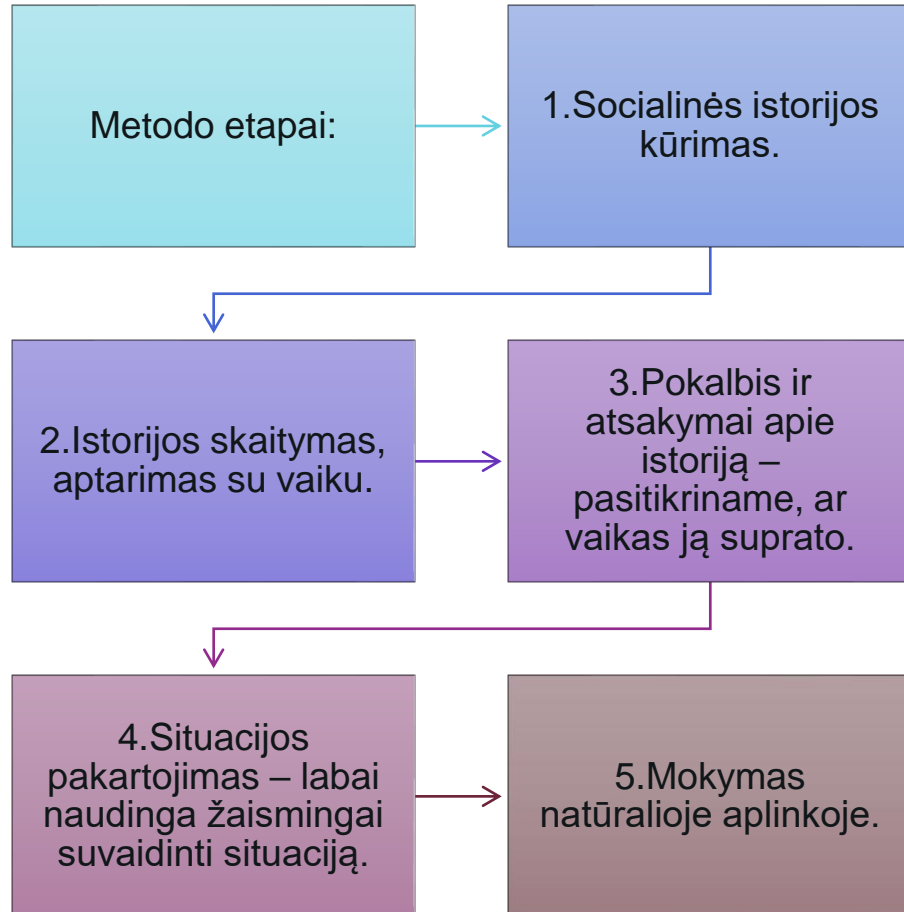 Metodo etapai:
1.Socialinės istorijos
kūrimas.
2.Istorijos skaitymas,
aptarimas su vaiku.
3.Pokalbis ir
atsakymai apie
istoriją –
pasitikriname, ar
vaikas ją suprato.
4.Situacijos
pakartojimas – labai
naudinga žaismingai
suvaidinti situaciją.
5.Mokymas
natūralioje aplinkoje.